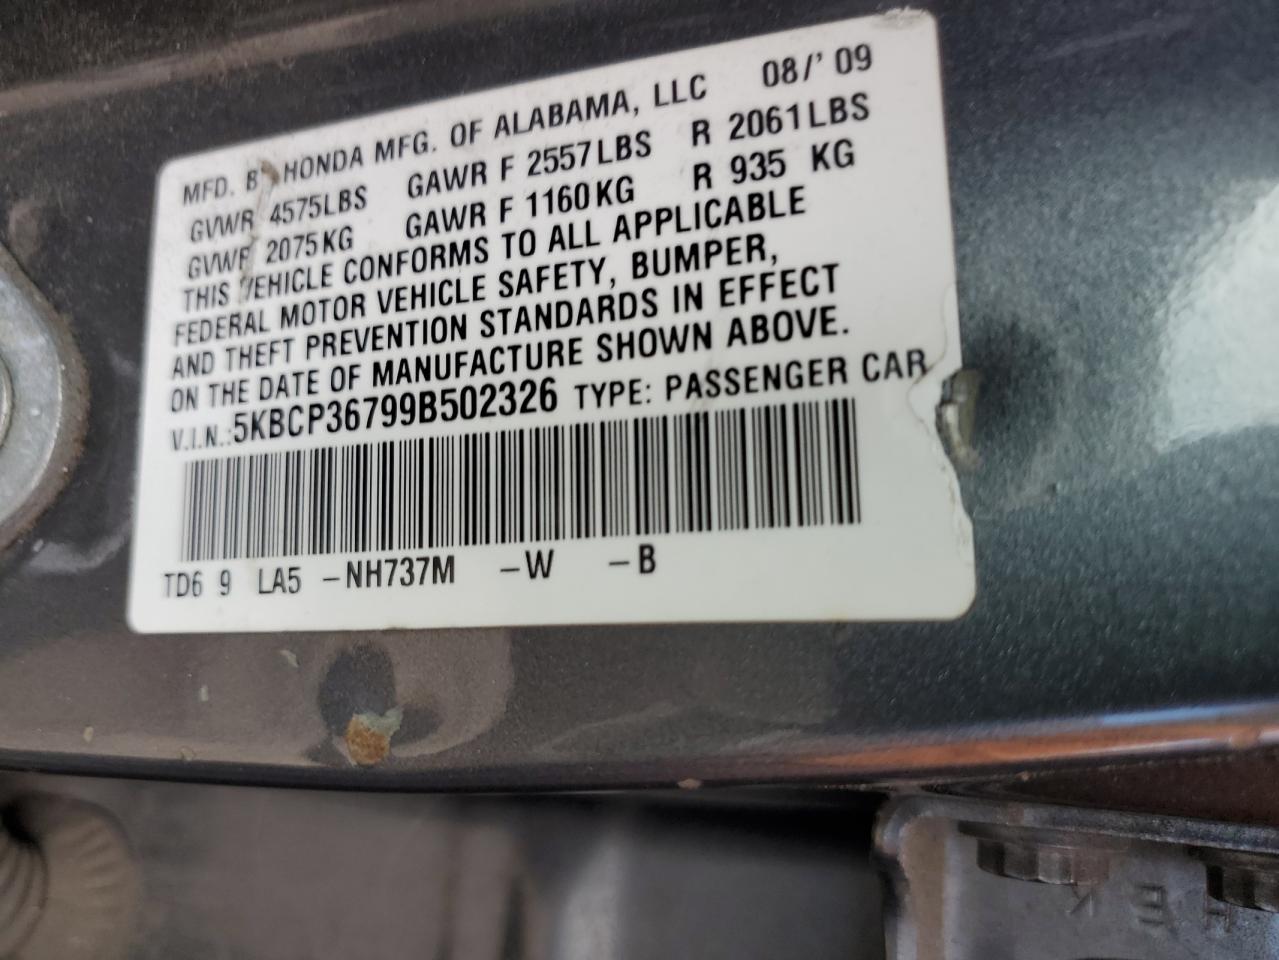 MFD. BY HONDA MFG. OF ALABAMA, LLC 08/'09
GVWR 4575LBS GAWR F 2557LBS R 2061LBS
GVWR 2075KG GAWR F 1160KG R 935 KG
THIS VEHICLE CONFORMS TO ALL APPLICABLE
FEDERAL MOTOR VEHICLE SAFETY, BUMPER,
AND THEFT PREVENTION STANDARDS IN EFFECT
ON THE DATE OF MANUFACTURE SHOWN ABOVE.
V.I.N.:5KBCP36799B502326 TYPE: PASSENGER CAR
TD6 9 LA5 -NH737M -W -B